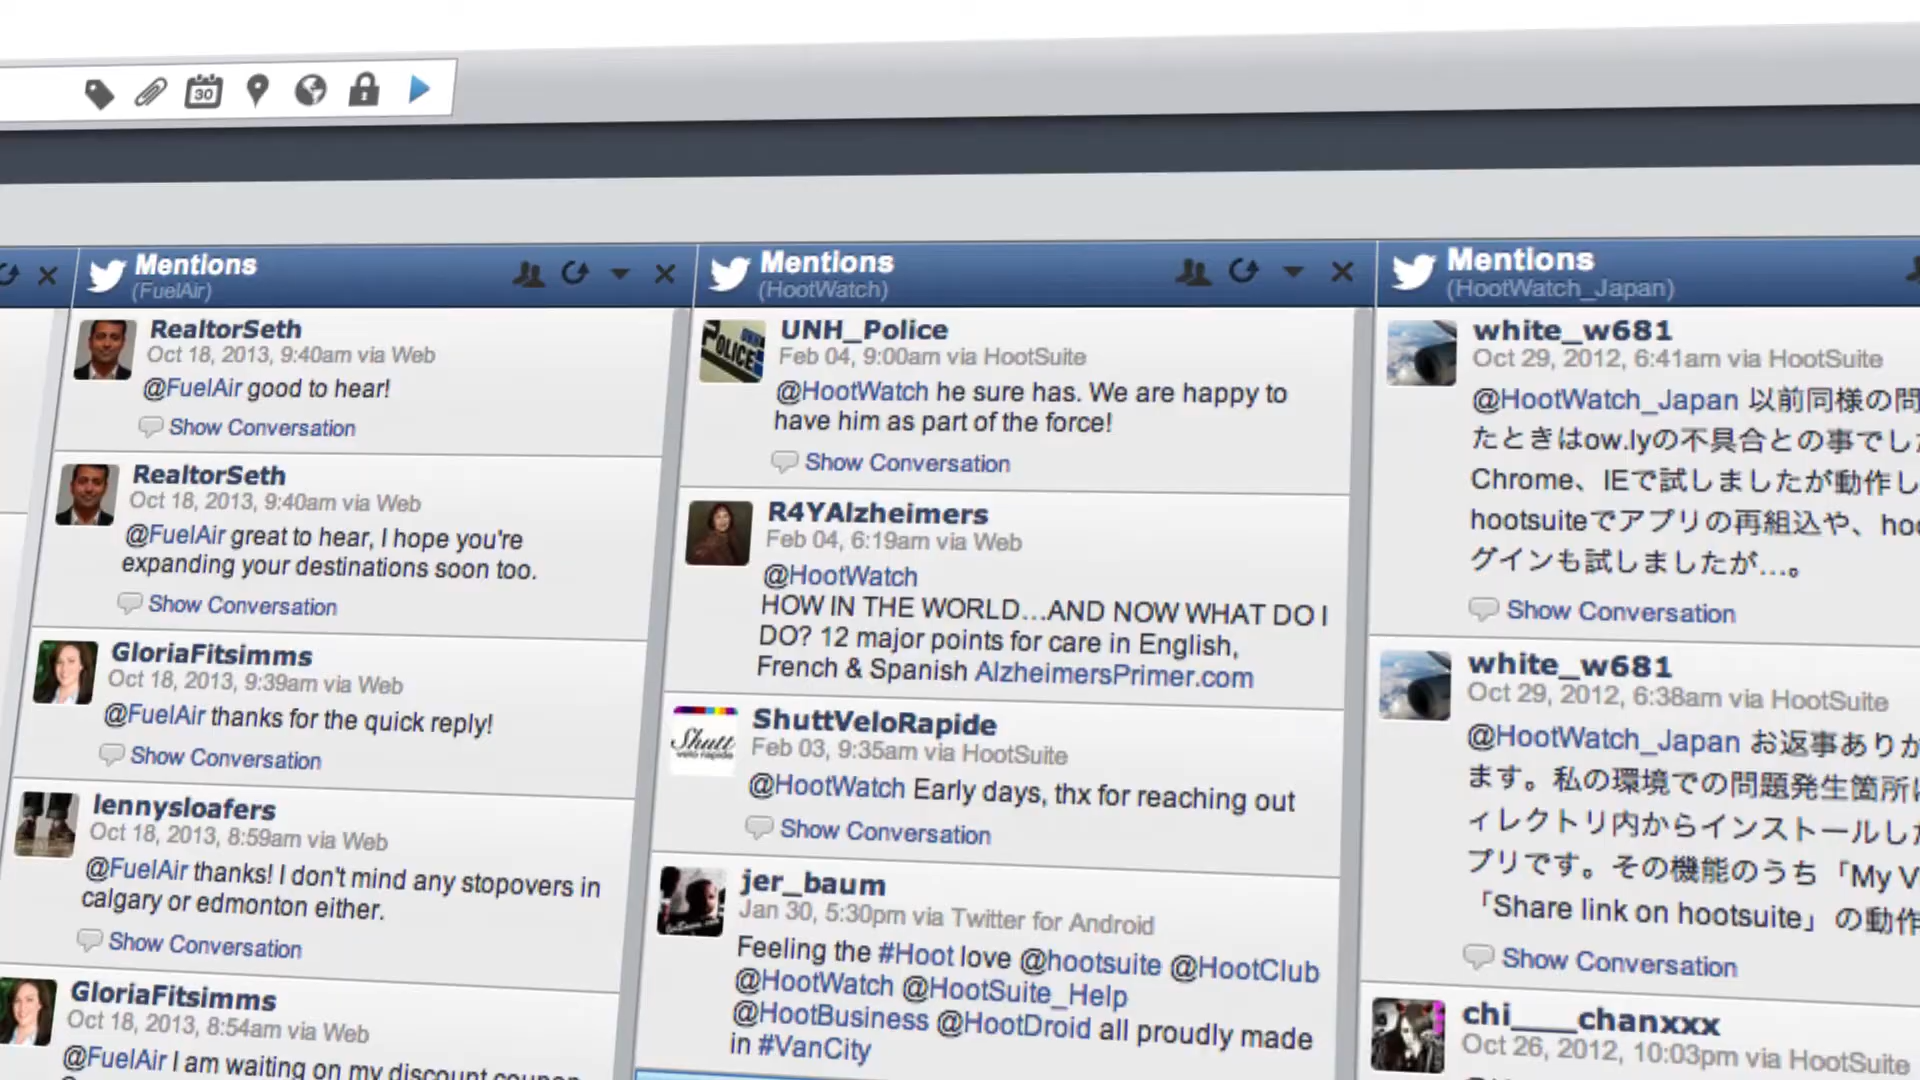 30
Mentions
(FuelAir)
RealtorSeth
Oct 18, 2013, 9:40am via Web
@FuelAir good to hear!
Show Conversation
RealtorSeth
Oct 18, 2013, 9:40am via Web
@FuelAir great to hear, I hope you're
expanding your destinations soon too.
Show Conversation
GloriaFitsimms
Oct 18, 2013, 9:39am via Web
@FuelAir thanks for the quick reply!
Show Conversation
lennysloafers
Oct 18, 2013, 8:59am via Web
@FuelAir thanks! I don't mind any stopovers in
calgary or edmonton either.
Show Conversation
GloriaFitsimms
Oct 18, 2013, 8:54am via Web
@FuelAir I am waiting on my discount coupon
Mentions
(HootWatch)
POLICE
UNH_Police
Feb 04, 9:00am via HootSuite
@HootWatch he sure has. We are happy to
have him as part of the force!
Show Conversation
R4YAlzheimers
Feb 04, 6:19am via Web
@HootWatch
HOW IN THE WORLD...AND NOW WHAT DO I
DO? 12 major points for care in English,
French & Spanish AlzheimersPrimer.com
Shutt
velo rapide
ShuttVeloRapide
Feb 03, 9:35am via HootSuite
@HootWatch Early days, thx for reaching out
Show Conversation
jer_baum
Jan 30, 5:30pm via Twitter for Android
Feeling the #Hoot love @hootsuite @HootClub
@HootWatch @HootSuite_Help
@HootBusiness @HootDroid all proudly made
in #VanCity
Mentions
(HootWatch_Japan)
white_w681
Oct 29, 2012, 6:41am via HootSuite
@HootWatch_Japan 以前同様の問
たときはow.lyの不具合との事でした
Chrome、IEで試しましたが動作し
hootsuiteでアプリの再組込や、hoo
グインも試しましたが…。
Show Conversation
white_w681
Oct 29, 2012, 6:38am via HootSuite
@HootWatch_Japan お返事ありが
ます。私の環境での問題発生箇所は
ィレクトリ内からインストールした
プリです。その機能のうち「My V
「Share link on hootsuite」の動作
Show Conversation
chi___chanxxx
Oct 26, 2012, 10:03pm via HootSuite